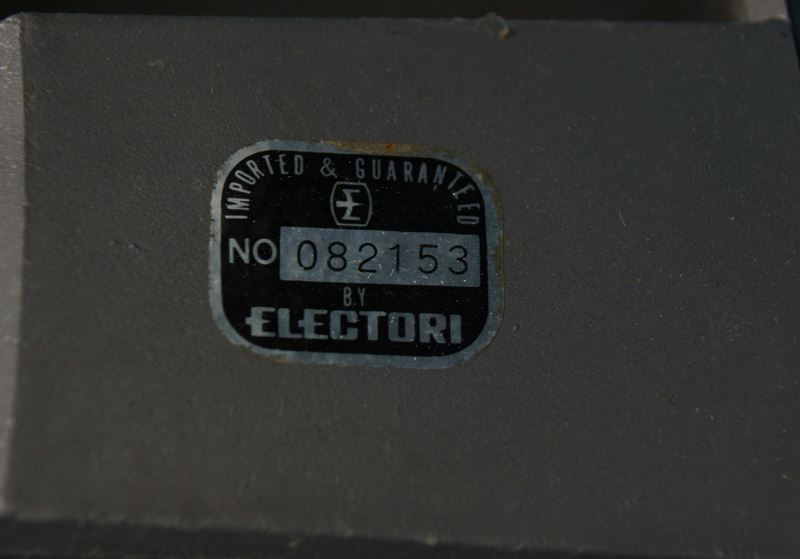 IMPORTED & GUARANTEED
E
NO 082153
BY
ELECTORI